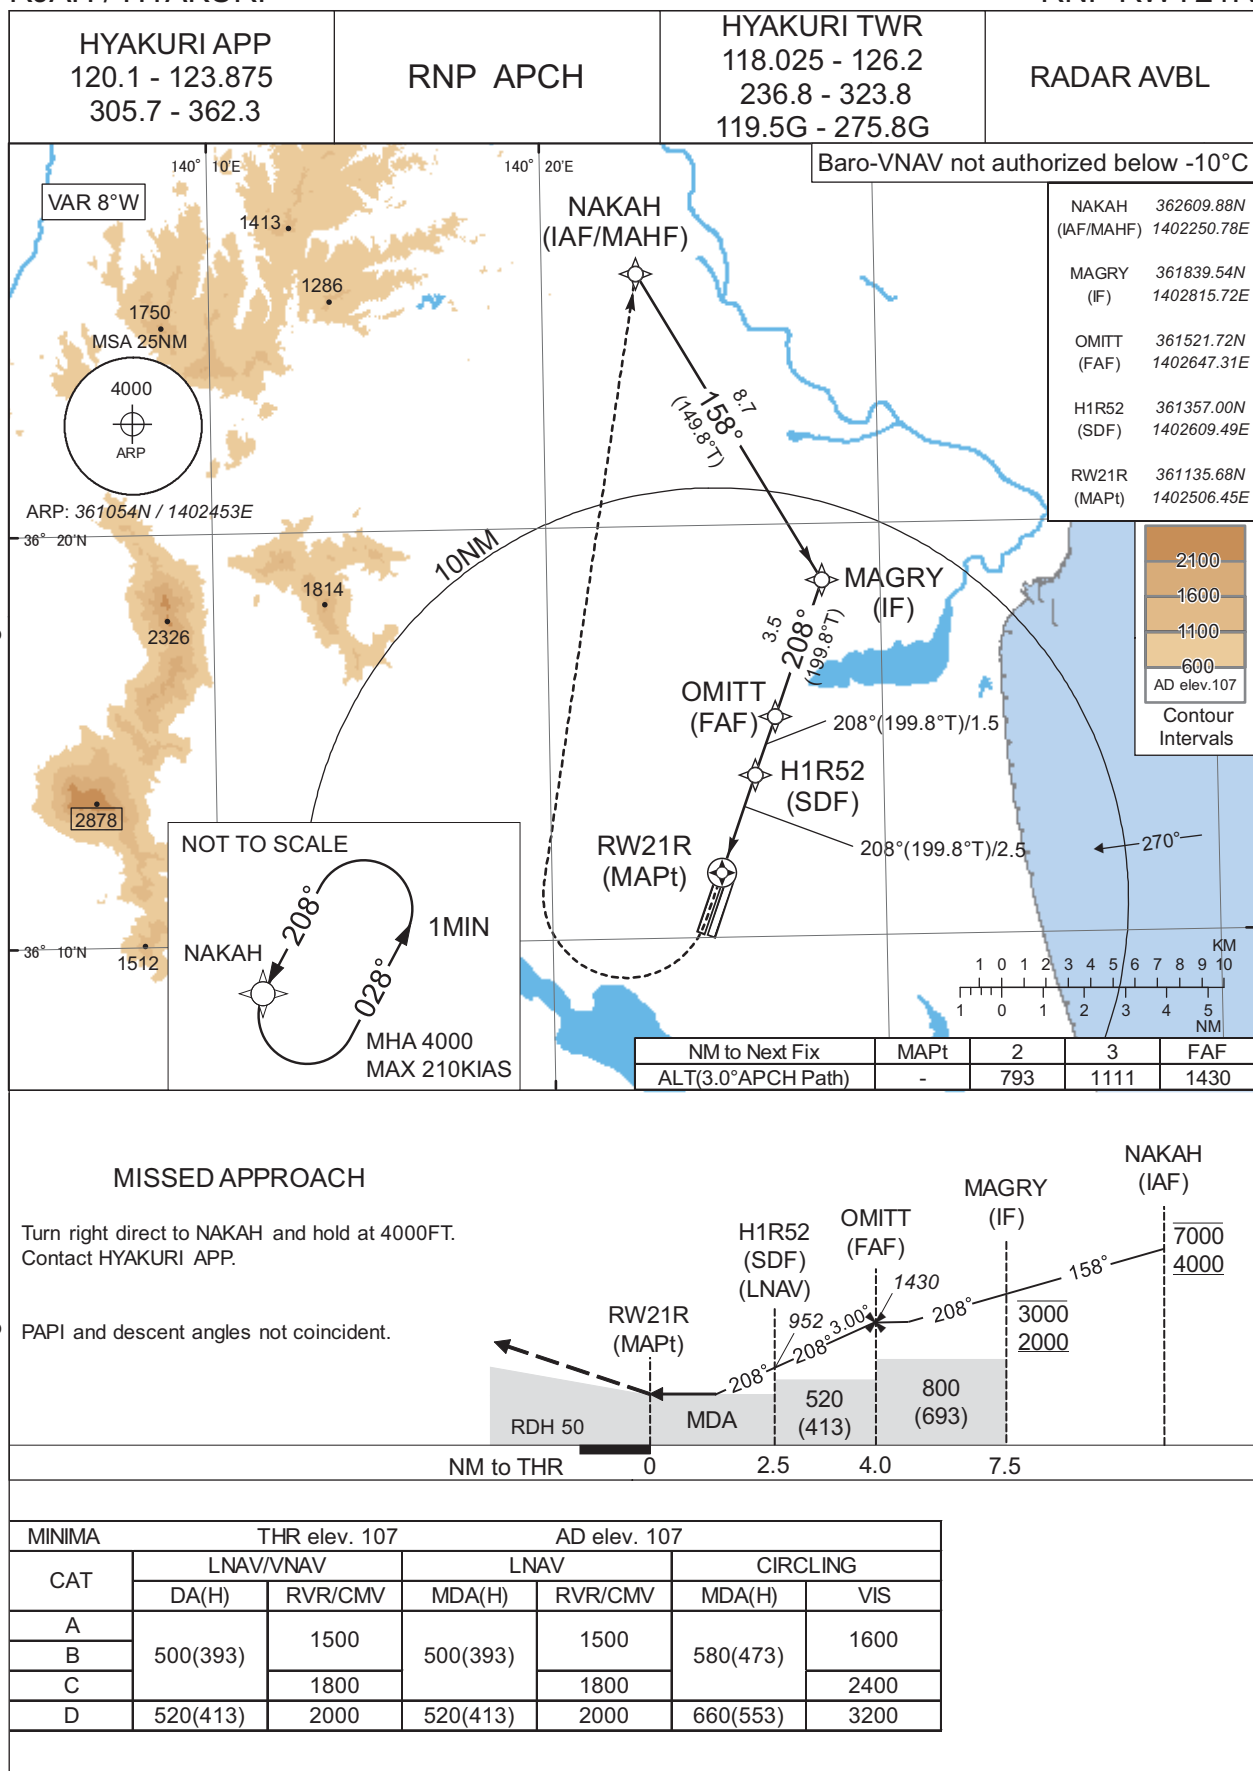 HYAKURI APP
120.1 - 123.875
305.7 - 362.3
RNP APCH
HYAKURI TWR
118.025 - 126.2
236.8 - 323.8
119.5G - 275.8G
RADAR AVBL
140° 10'E
140° 20'E
Baro-VNAV not authorized below -10°C
VAR 8°W
NAKAH
(IAF/MAHF)
NAKAH 362609.88N
(IAF/MAHF) 1402250.78E
MAGRY 361839.54N
(IF) 1402815.72E
OMITT 361521.72N
(FAF) 1402647.31E
H1R52 361357.00N
(SDF) 1402609.49E
RW21R 361135.68N
(MAPt) 1402506.45E
1413
1286
1750
MSA 25NM
4000
ARP
ARP: 361054N / 1402453E
36° 20'N
8.7
158°
(149.8°T)
10NM
1814
2326
MAGRY
(IF)
3.5
208°
(199.8°T)
2100
1600
1100
600
AD elev.107
Contour
Intervals
OMITT
(FAF)
208°(199.8°T)/1.5
H1R52
(SDF)
208°(199.8°T)/2.5
270°
2878
RW21R
(MAPt)
NOT TO SCALE
208°
1MIN
NAKAH
028°
MHA 4000
MAX 210KIAS
36° 10'N
1512
KM
1 0 1 2 3 4 5 6 7 8 9 10
1 0 1 2 3 4 5
NM
NM to Next Fix MAPt 2 3 FAF
ALT(3.0°APCH Path) - 793 1111 1430
MISSED APPROACH
Turn right direct to NAKAH and hold at 4000FT.
Contact HYAKURI APP.
PAPI and descent angles not coincident.
NAKAH
(IAF)
MAGRY
(IF)
OMITT
(FAF)
H1R52
(SDF)
(LNAV)
RW21R
(MAPt)
7000
4000
158°
1430
208°
3000
2000
952
3.00°
208°
208°
RDH 50
MDA
520
(413)
800
(693)
NM to THR 0 2.5 4.0 7.5
MINIMA THR elev. 107 AD elev. 107
CAT LNAV/VNAV LNAV CIRCLING
DA(H) RVR/CMV MDA(H) RVR/CMV MDA(H) VIS
A
B
500(393) 1500 500(393) 1500 580(473) 1600
C 1800 1800 2400
D 520(413) 2000 520(413) 2000 660(553) 3200